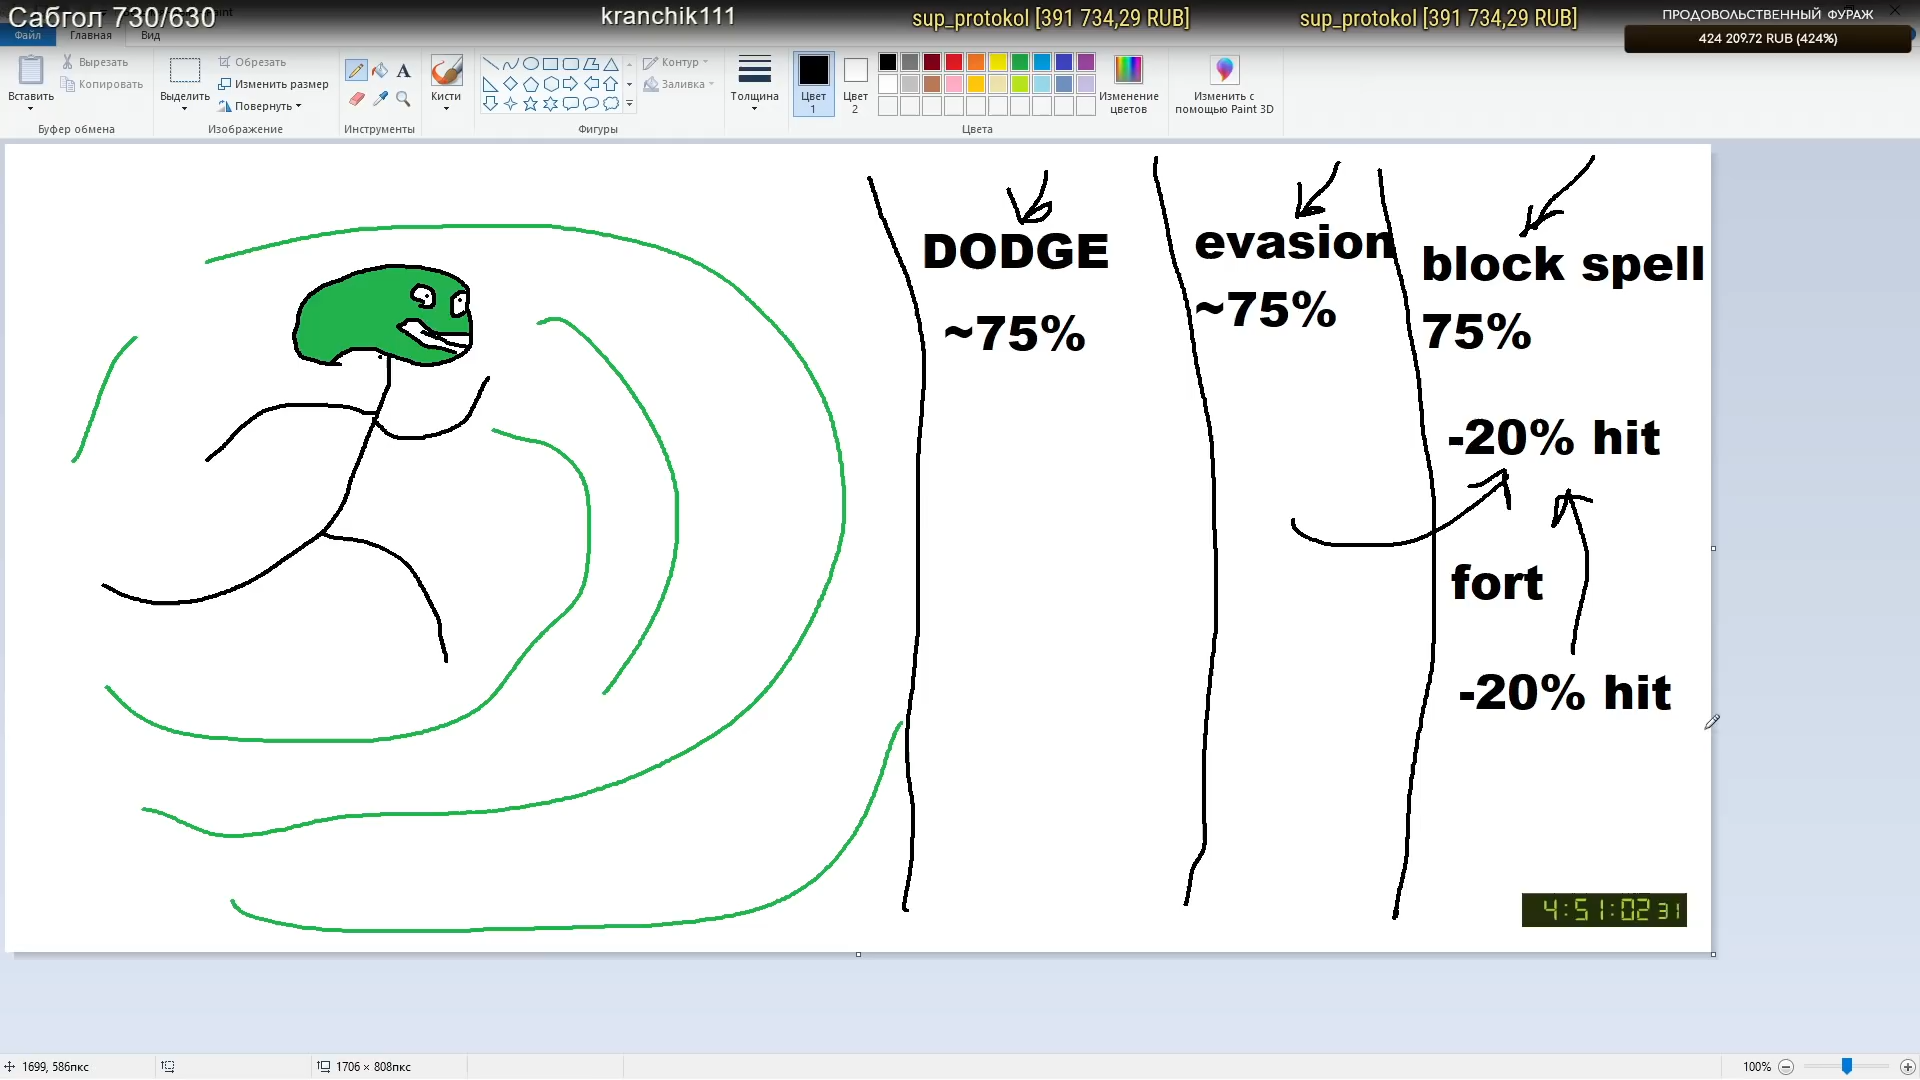 Сабгол 730/630
kranchik111
sup_protokol [391 734,29 RUB]
sup_protokol [391 734,29 RUB]
ПРОДОВОЛЬСТВЕННЫЙ ФУРАЖ
424 209.72 RUB (424%)
Файл
Главная
Вид
Вставить
Вырезать
Копировать
Буфер обмена
Выделить
Обрезать
Изменить размер
Повернуть
Изображение
Инструменты
Кисти
Контур
Заливка
Фигуры
Толщина
Цвет
1
Цвет
2
Изменение
цветов
Цвета
Изменить с
помощью Paint 3D
DODGE
~75%
evasion
~75%
block spell
75%
-20% hit
fort
-20% hit
4:51:02 31
1699, 586пкс
1706 × 808пкс
100%